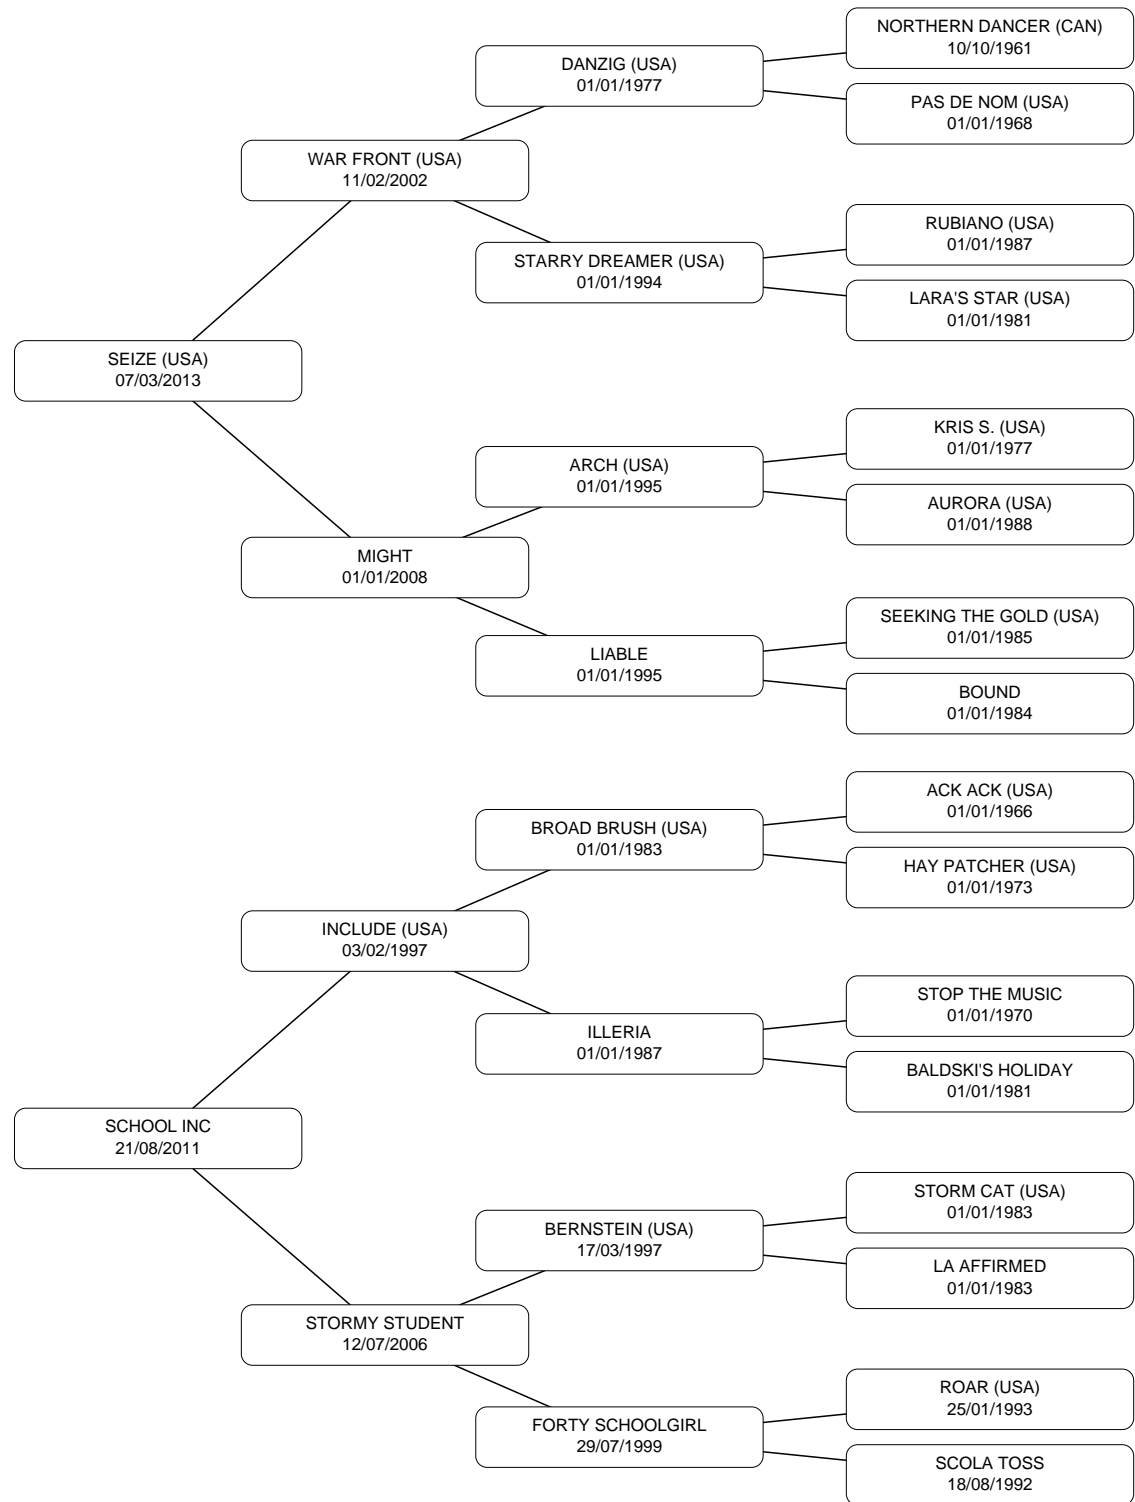 NORTHERN DANCER (CAN)
10/10/1961
DANZIG (USA)
01/01/1977
PAS DE NOM (USA)
01/01/1968
WAR FRONT (USA)
11/02/2002
RUBIANO (USA)
01/01/1987
STARRY DREAMER (USA)
01/01/1994
LARA'S STAR (USA)
01/01/1981
SEIZE (USA)
07/03/2013
KRIS S. (USA)
01/01/1977
ARCH (USA)
01/01/1995
AURORA (USA)
01/01/1988
MIGHT
01/01/2008
SEEKING THE GOLD (USA)
01/01/1985
LIABLE
01/01/1995
BOUND
01/01/1984
ACK ACK (USA)
01/01/1966
BROAD BRUSH (USA)
01/01/1983
HAY PATCHER (USA)
01/01/1973
INCLUDE (USA)
03/02/1997
STOP THE MUSIC
01/01/1970
ILLERIA
01/01/1987
BALDSKI'S HOLIDAY
01/01/1981
SCHOOL INC
21/08/2011
STORM CAT (USA)
01/01/1983
BERNSTEIN (USA)
17/03/1997
LA AFFIRMED
01/01/1983
STORMY STUDENT
12/07/2006
ROAR (USA)
25/01/1993
FORTY SCHOOLGIRL
29/07/1999
SCOLA TOSS
18/08/1992